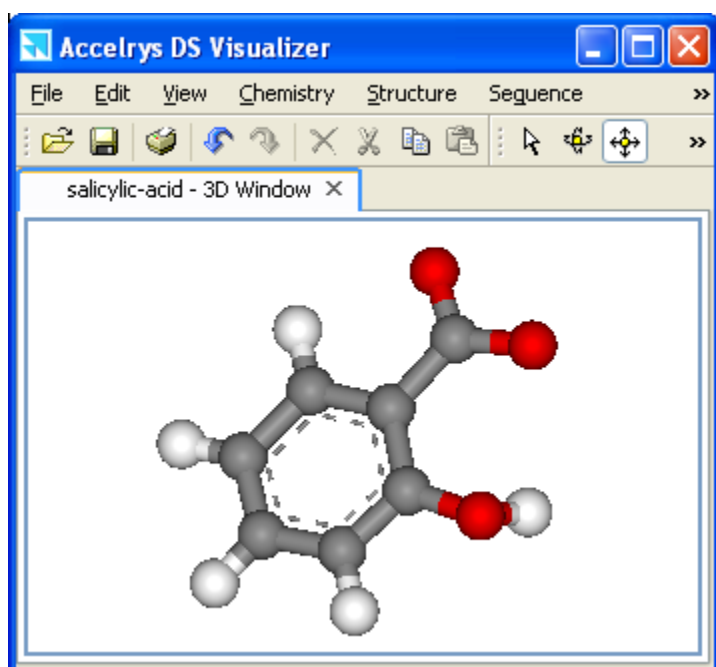 Accelrys DS Visualizer
File Edit View Chemistry Structure Sequence »
»
salicylic-acid - 3D Window ×